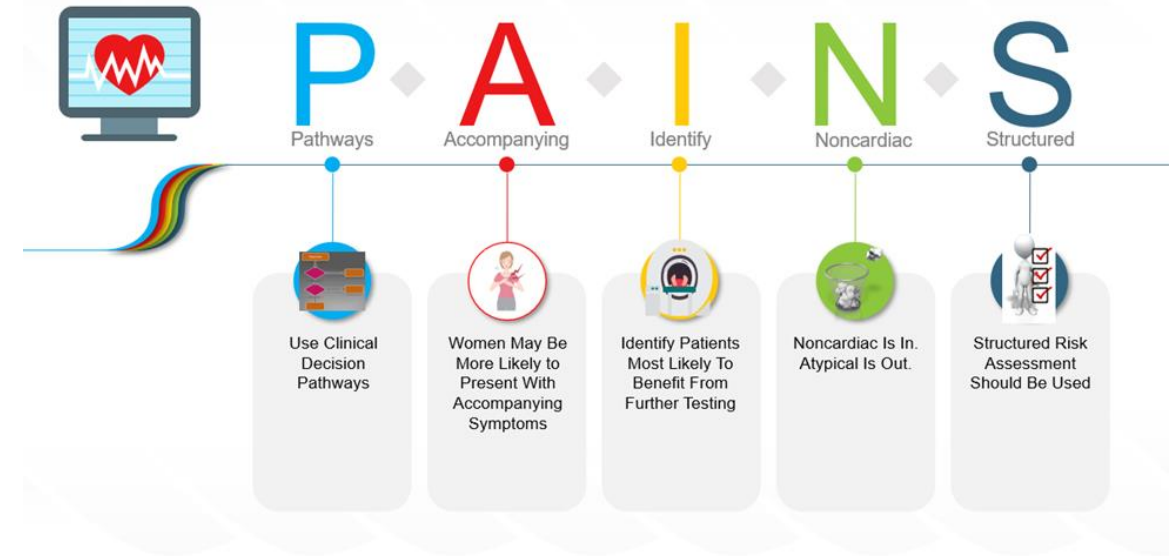 P A I N S
Pathways Accompanying Identify Noncardiac Structured
Use Clinical
Decision
Pathways
Women May Be
More Likely to
Present With
Accompanying
Symptoms
Identify Patients
Most Likely To
Benefit From
Further Testing
Noncardiac Is In.
Atypical Is Out.
Structured Risk
Assessment
Should Be Used